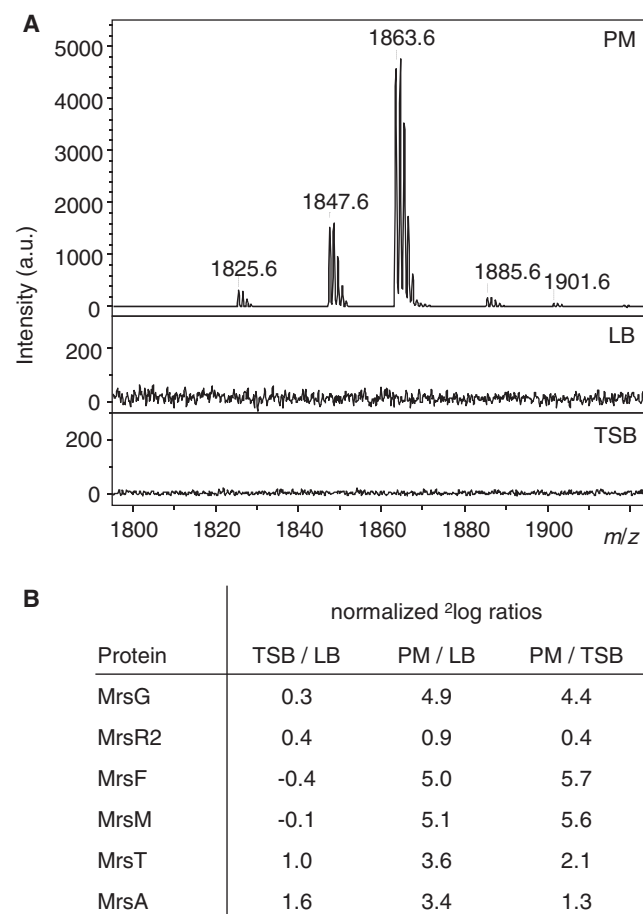 A
PM
5000
4000
3000
2000
1000
0
1863.6
1847.6
1825.6
1885.6
1901.6
Intensity (a.u.)
LB
200
0
TSB
200
0
1800 1820 1840 1860 1880 1900 m/z
B
normalized ²log ratios
Protein TSB / LB PM / LB PM / TSB
MrsG 0.3 4.9 4.4
MrsR2 0.4 0.9 0.4
MrsF -0.4 5.0 5.7
MrsM -0.1 5.1 5.6
MrsT 1.0 3.6 2.1
MrsA 1.6 3.4 1.3